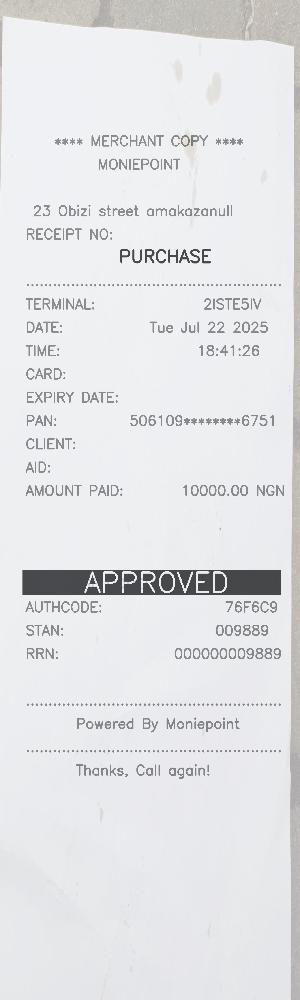 **** MERCHANT COPY ****
MONIEPOINT
23 Obizi street amakazanull
RECEIPT NO:
PURCHASE
TERMINAL: 2ISTE5IV
DATE: Tue Jul 22 2025
TIME: 18:41:26
CARD:
EXPIRY DATE:
PAN: 506109********6751
CLIENT:
AID:
AMOUNT PAID: 10000.00 NGN
APPROVED
AUTHCODE: 76F6C9
STAN: 009889
RRN: 000000009889
Powered By Moniepoint
Thanks, Call again!